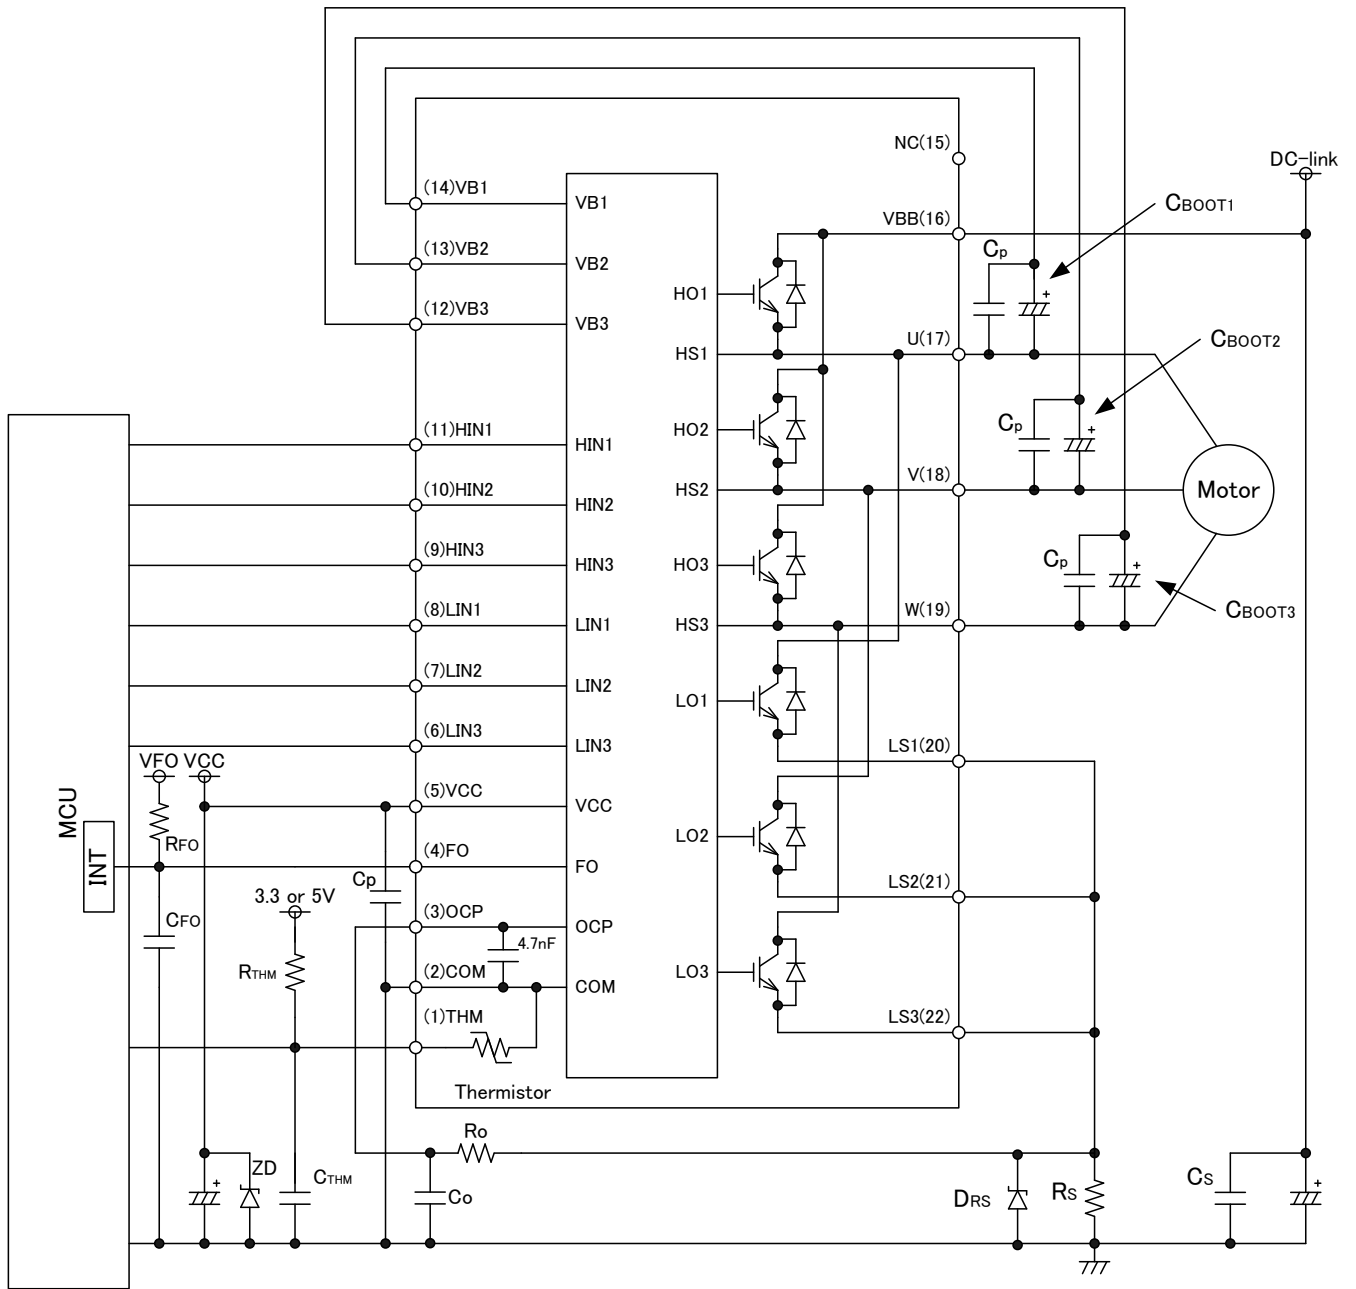 NC(15)
DC-link
(14)VB1
VB1
VBB(16)
CBOOT1
(13)VB2
VB2
Cp
HO1
+
(12)VB3
VB3
U(17)
HS1
CBOOT2
HO2
Cp
+
(11)HIN1
HIN1
V(18)
HS2
Motor
(10)HIN2
HIN2
(9)HIN3
HIN3
HO3
Cp
+
(8)LIN1
LIN1
W(19)
HS3
CBOOT3
(7)LIN2
LIN2
LO1
(6)LIN3
LIN3
LS1(20)
VFO VCC
(5)VCC
VCC
MCU
RFO
LO2
(4)FO
FO
INT
Cp
LS2(21)
3.3 or 5V
CFO
(3)OCP
OCP
4.7nF
RTHM
(2)COM
COM
LO3
(1)THM
LS3(22)
Thermistor
Ro
ZD
+
CTHM
Co
DRS
RS
CS
+